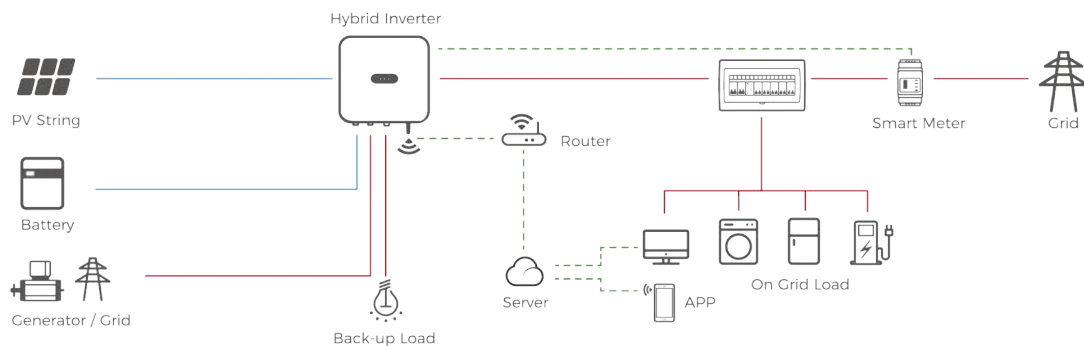 Hybrid Inverter
PV String
Smart Meter
Grid
Router
Battery
Server
APP
On Grid Load
Generator / Grid
Back-up Load